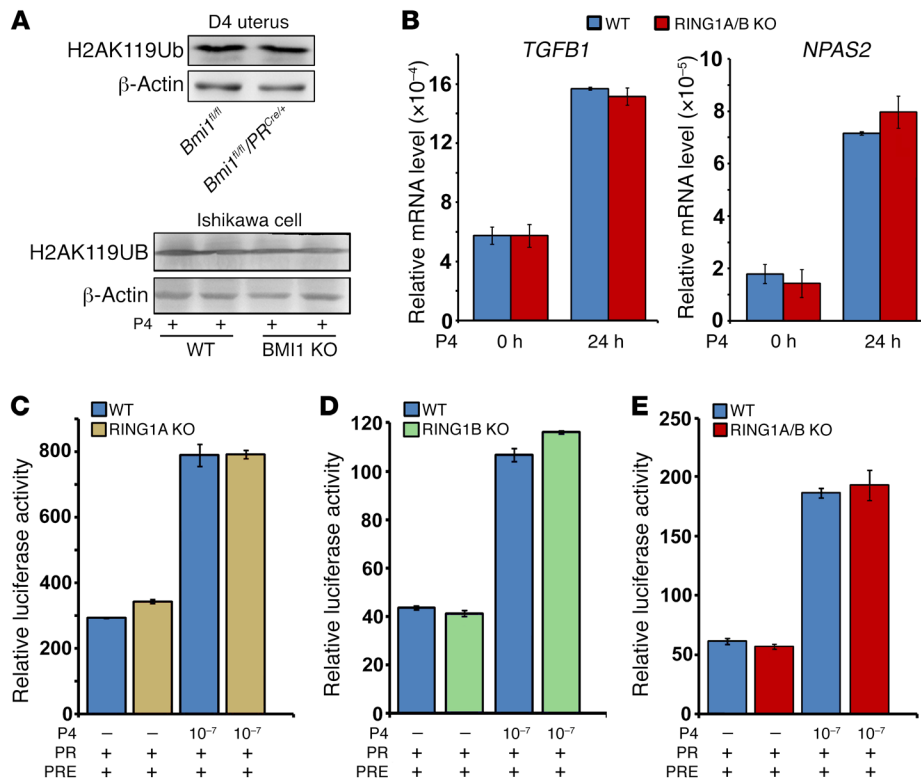 A
D4 uterus
H2AK119Ub
β-Actin
Bmi1fl/fl
Bmi1fl/fl/PRCre/+
Ishikawa cell
H2AK119UB
β-Actin
P4 + + + +
WT BMI1 KO
B
WT RING1A/B KO
TGFB1
Relative mRNA level (×10–4)
16
12
8
6
4
0
P4 0 h 24 h
NPAS2
Relative mRNA level (×10–5)
10
8
6
4
2
0
P4 0 h 24 h
C
WT
RING1A KO
Relative luciferase activity
800
600
400
300
200
0
P4 – – 10–7 10–7
PR + + + +
PRE + + + +
D
WT
RING1B KO
Relative luciferase activity
120
100
80
60
40
20
0
P4 – – 10–7 10–7
PR + + + +
PRE + + + +
E
WT
RING1A/B KO
Relative luciferase activity
250
200
150
100
50
0
P4 – – 10–7 10–7
PR + + + +
PRE + + + +